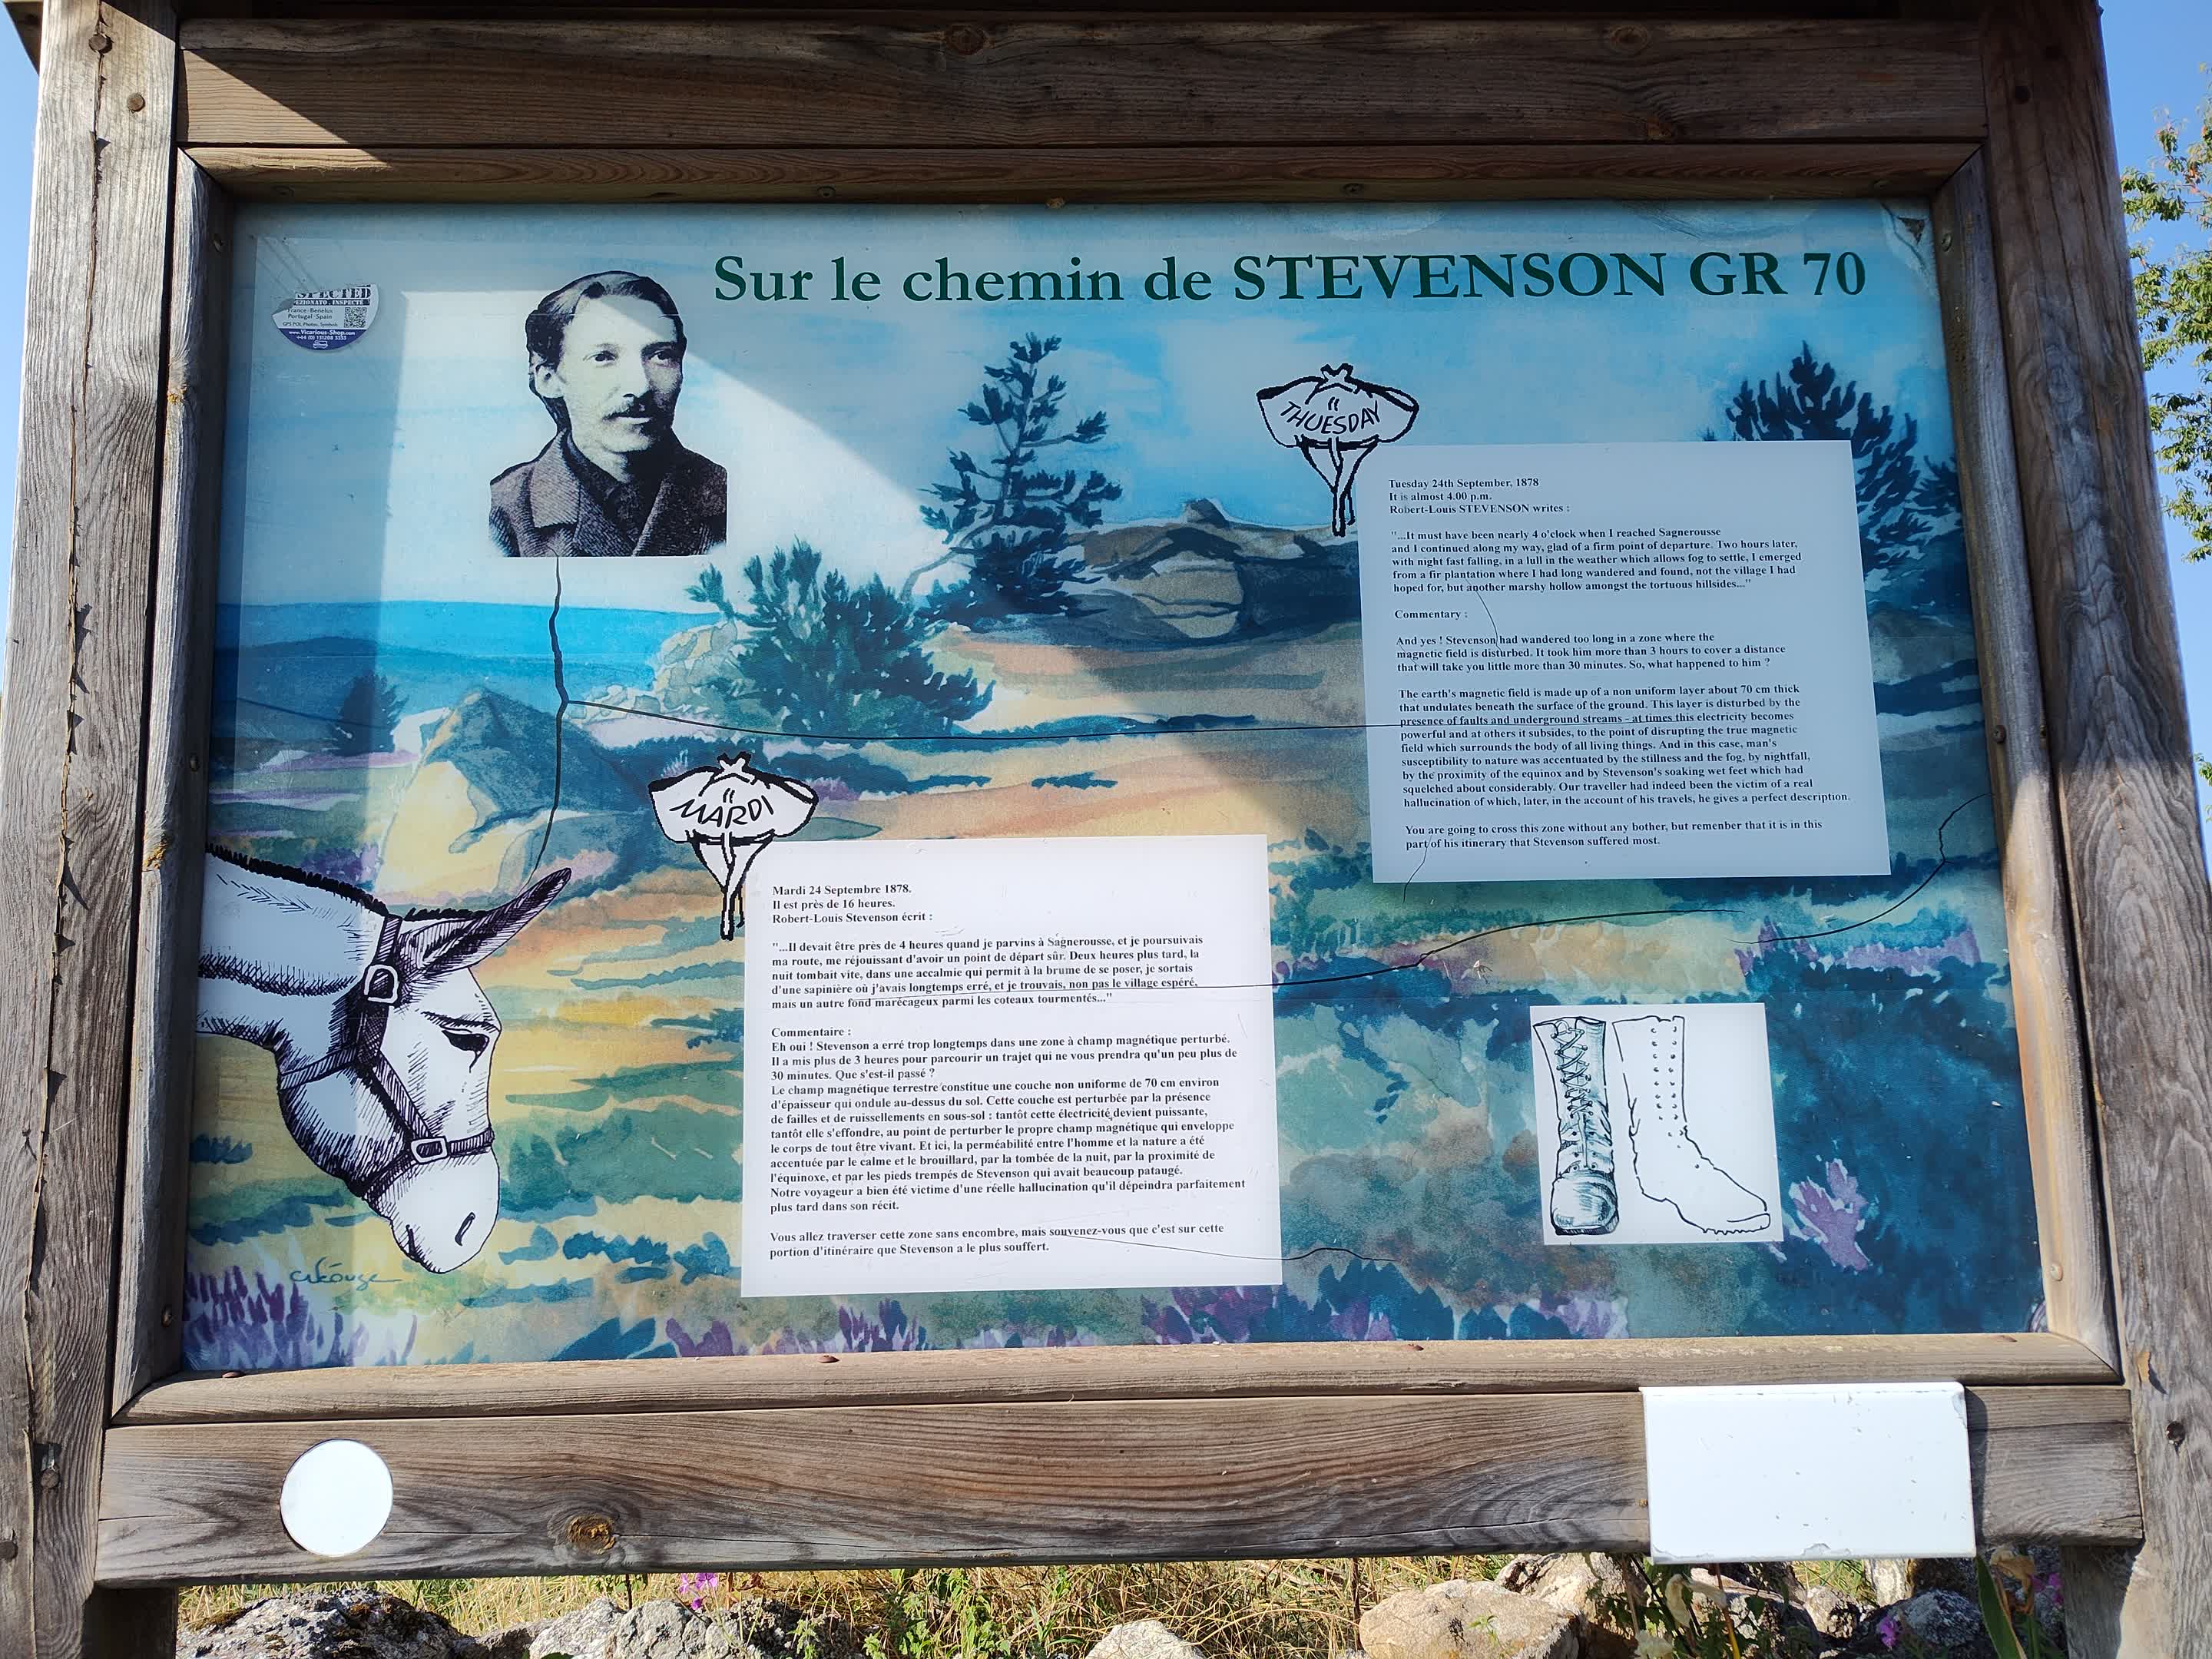 Sur le chemin de STEVENSON GR 70
SPECTED
EZIONATO . INSPECTÉ
France - Benelux
Portugal - Spain
GPS POI, Photos, Symbols
www.Vicarious-Shop.com
THUESDAY
Tuesday 24th September, 1878
It is almost 4.00 p.m.
Robert-Louis STEVENSON writes :
"...It must have been nearly 4 o'clock when I reached Sagnerousse
and I continued along my way, glad of a firm point of departure. Two hours later,
with night fast falling, in a lull in the weather which allows fog to settle, I emerged
from a fir plantation where I had long wandered and found, not the village I had
hoped for, but another marshy hollow amongst the tortuous hillsides..."
Commentary :
And yes ! Stevenson had wandered too long in a zone where the
magnetic field is disturbed. It took him more than 3 hours to cover a distance
that will take you little more than 30 minutes. So, what happened to him ?
The earth's magnetic field is made up of a non uniform layer about 70 cm thick
that undulates beneath the surface of the ground. This layer is disturbed by the
presence of faults and underground streams - at times this electricity becomes
powerful and at others it subsides, to the point of disrupting the true magnetic
field which surrounds the body of all living things. And in this case, man's
susceptibility to nature was accentuated by the stillness and the fog, by nightfall,
by the proximity of the equinox and by Stevenson's soaking wet feet which had
squelched about considerably. Our traveller had indeed been the victim of a real
hallucination of which, later, in the account of his travels, he gives a perfect description.
You are going to cross this zone without any bother, but remenber that it is in this
part of his itinerary that Stevenson suffered most.
MARDI
Mardi 24 Septembre 1878.
Il est près de 16 heures.
Robert-Louis Stevenson écrit :
"...Il devait être près de 4 heures quand je parvins à Sagnerousse, et je poursuivais
ma route, me réjouissant d'avoir un point de départ sûr. Deux heures plus tard, la
nuit tombait vite, dans une accalmie qui permit à la brume de se poser, je sortais
d'une sapinière où j'avais longtemps erré, et je trouvais, non pas le village espéré,
mais un autre fond marécageux parmi les coteaux tourmentés..."
Commentaire :
Eh oui ! Stevenson a erré trop longtemps dans une zone à champ magnétique perturbé.
Il a mis plus de 3 heures pour parcourir un trajet qui ne vous prendra qu'un peu plus de
30 minutes. Que s'est-il passé ?
Le champ magnétique terrestre constitue une couche non uniforme de 70 cm environ
d'épaisseur qui ondule au-dessus du sol. Cette couche est perturbée par la présence
de failles et de ruissellements en sous-sol : tantôt cette électricité devient puissante,
tantôt elle s'effondre, au point de perturber le propre champ magnétique qui enveloppe
le corps de tout être vivant. Et ici, la perméabilité entre l'homme et la nature a été
accentuée par le calme et le brouillard, par la tombée de la nuit, par la proximité de
l'équinoxe, et par les pieds trempés de Stevenson qui avait beaucoup pataugé.
Notre voyageur a bien été victime d'une réelle hallucination qu'il dépeindra parfaitement
plus tard dans son récit.
Vous allez traverser cette zone sans encombre, mais souvenez-vous que c'est sur cette
portion d'itinéraire que Stevenson a le plus souffert.